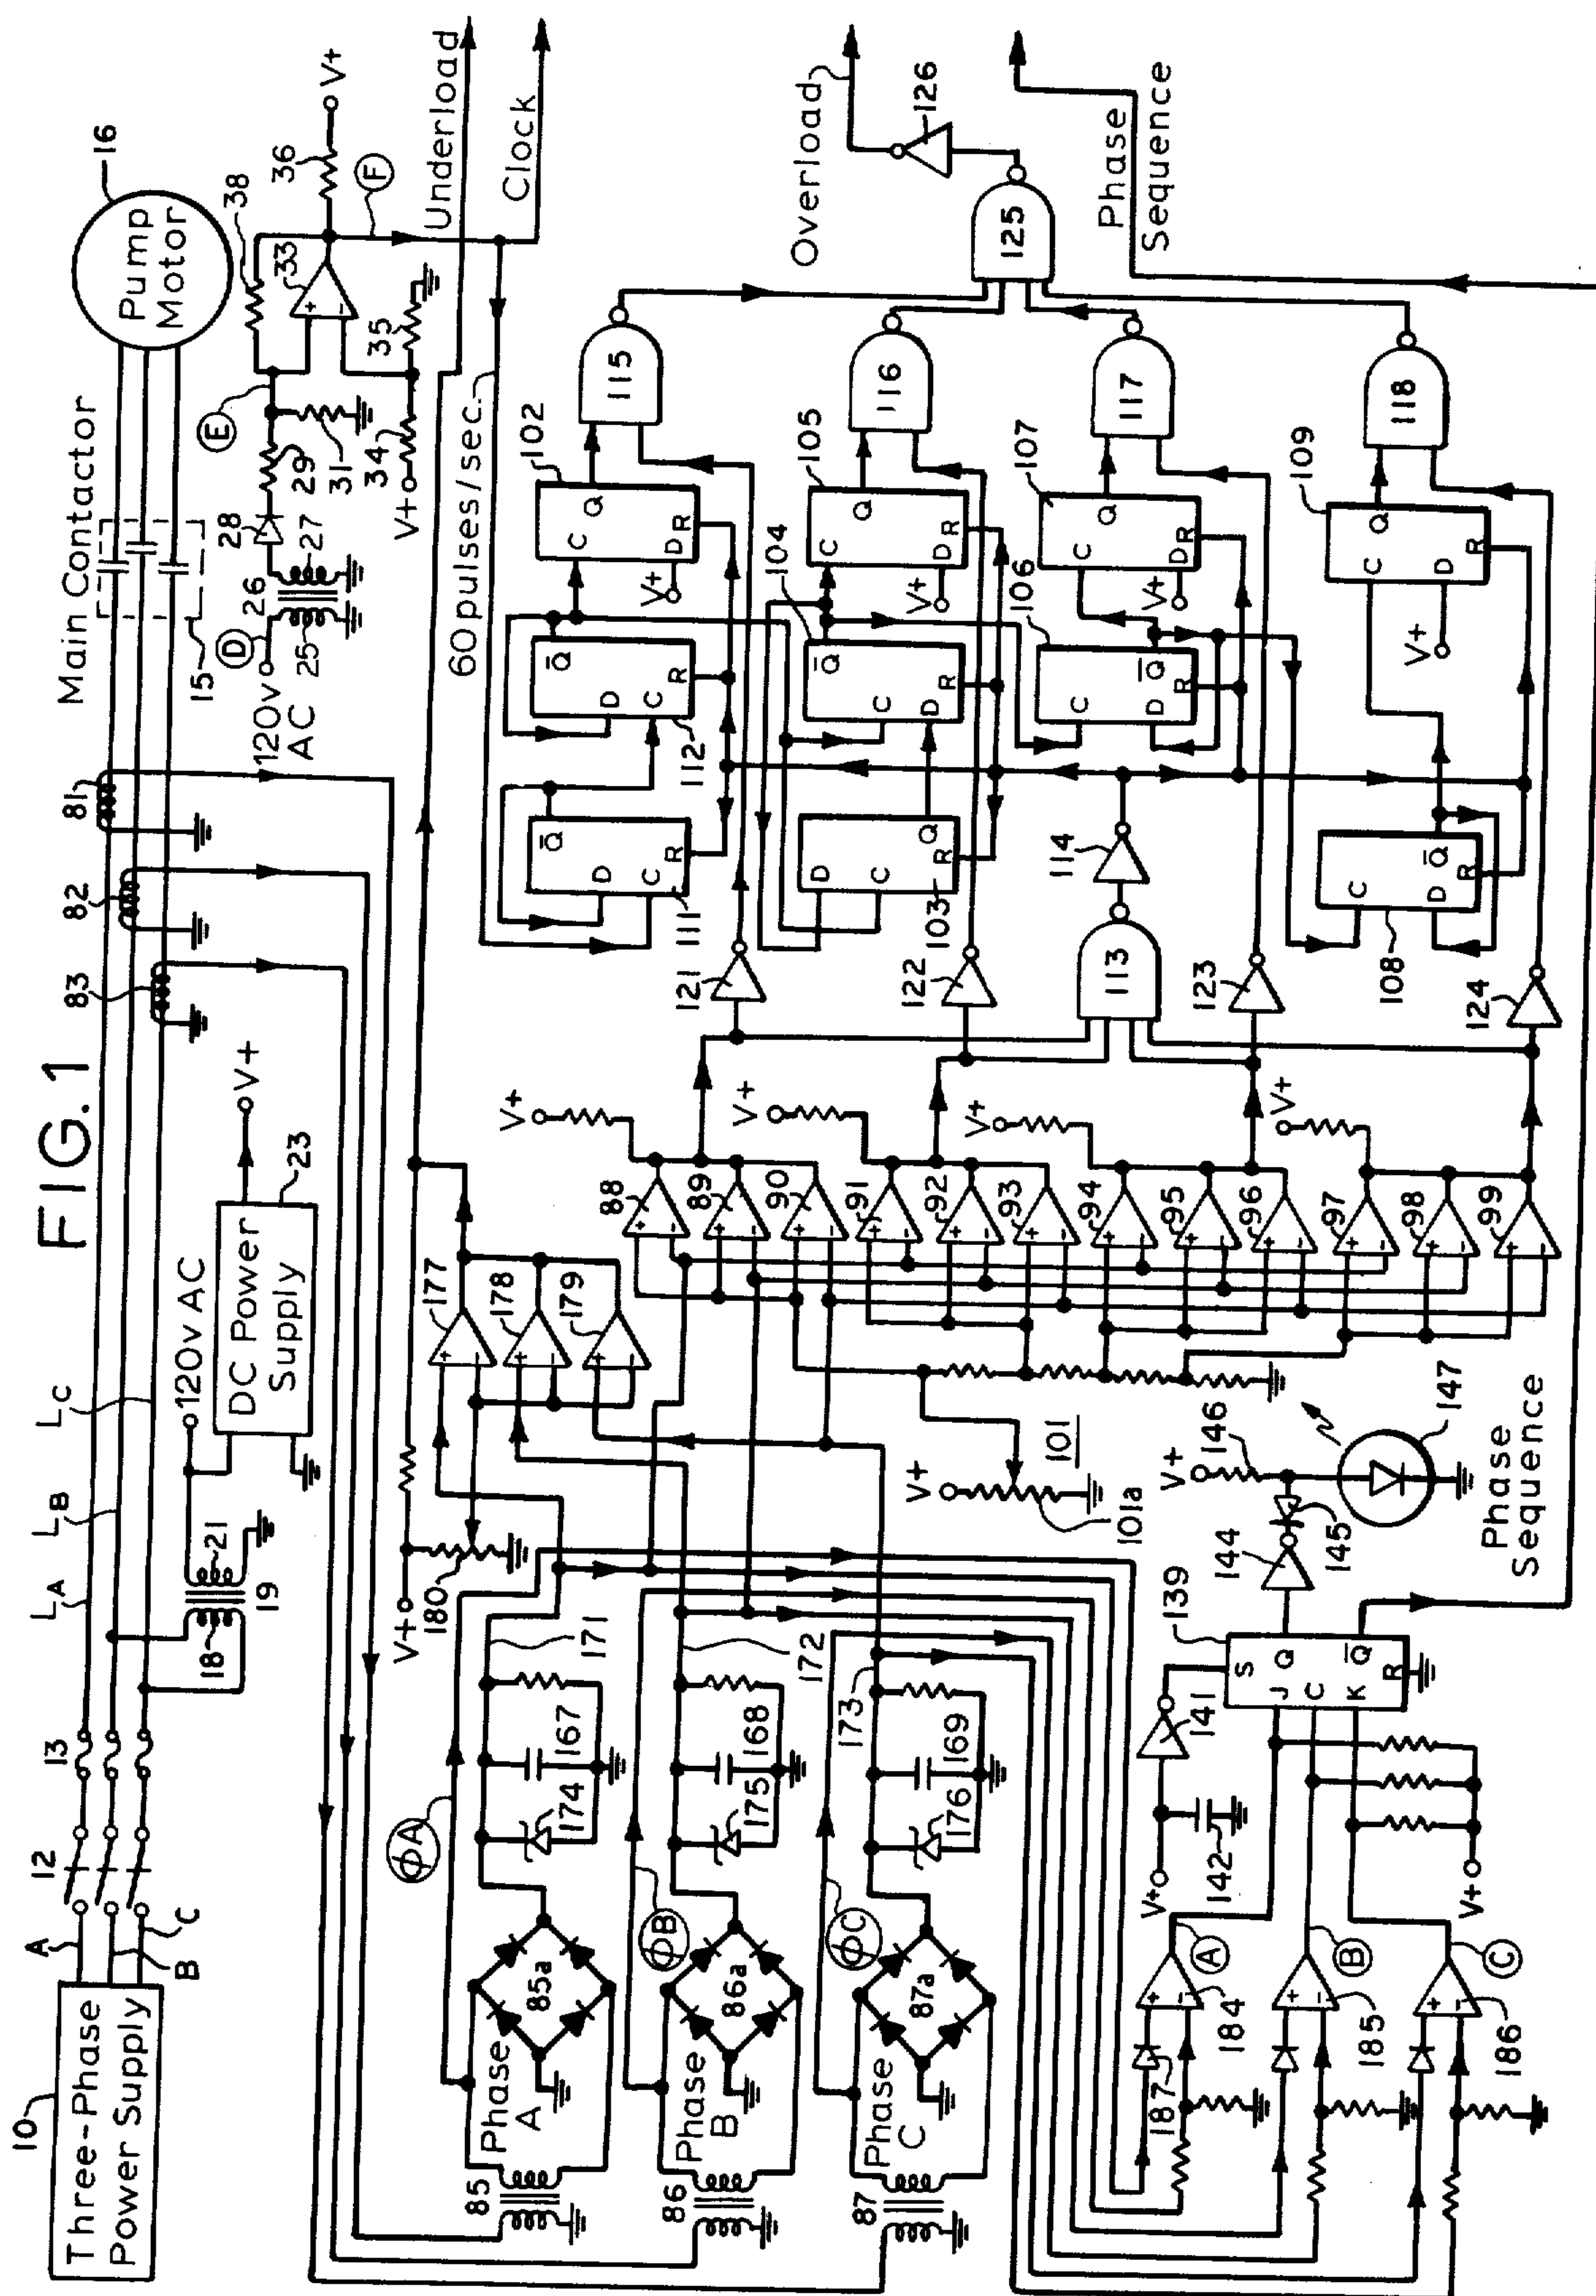 FIG. 1
10
Three-Phase
Power Supply
A
B
C
12
13
LA
LB
LC
18
21
19
120v AC
DC Power
Supply
23
V+
83
82
81
Main Contactor
15
Pump
Motor
16
120v
AC
D
25
26
27
28
29
31
E
V+
34
35
33
38
36
V+
F
Underload
Clock
60 pulses/sec.
85
Phase
A
85a
ΦA
174
167
171
V+
180
86
Phase
B
86a
ΦB
175
168
172
87
Phase
C
87a
ΦC
176
169
173
177
+
-
178
+
-
179
+
-
V+
101a
101
V+
88
+
-
89
+
-
90
+
-
V+
91
+
-
92
+
-
93
+
-
V+
94
+
-
95
+
-
96
+
-
V+
97
+
-
98
+
-
99
+
-
121
122
113
114
123
124
Q̅
D
C
R
111
Q̅
D
C
R
112
C
Q
D
R
V+
102
115
D
C
Q
R
103
Q̅
C
D
R
104
C
Q
D
R
V+
105
116
C
Q̅
D
R
106
C
Q
D
R
V+
107
117
C
Q̅
D
R
108
C
Q
D
R
V+
109
118
125
126
Overload
Phase
Sequence
187
184
+
-
A
185
+
-
B
186
+
-
C
V+
142
141
V+
139
S
J
Q
C
K
Q̅
R
144
145
V+
146
147
Phase
Sequence